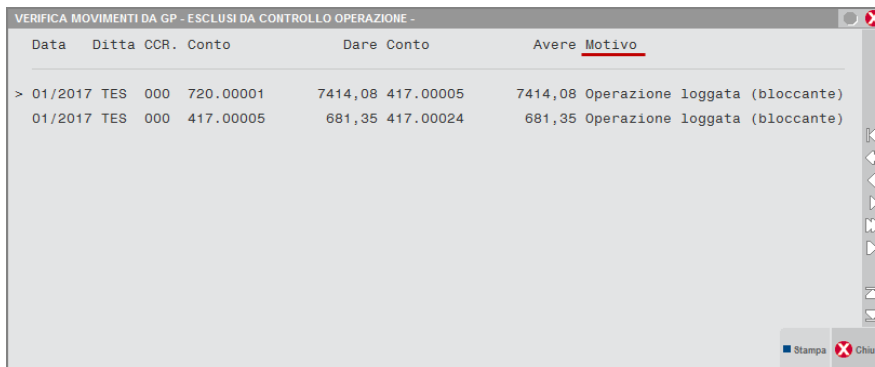 VERIFICA MOVIMENTI DA GP - ESCLUSI DA CONTROLLO OPERAZIONE -
Data Ditta CCR. Conto Dare Conto Avere Motivo
> 01/2017 TES 000 720.00001 7414,08 417.00005 7414,08 Operazione loggata (bloccante)
01/2017 TES 000 417.00005 681,35 417.00024 681,35 Operazione loggata (bloccante)
Stampa Chiu